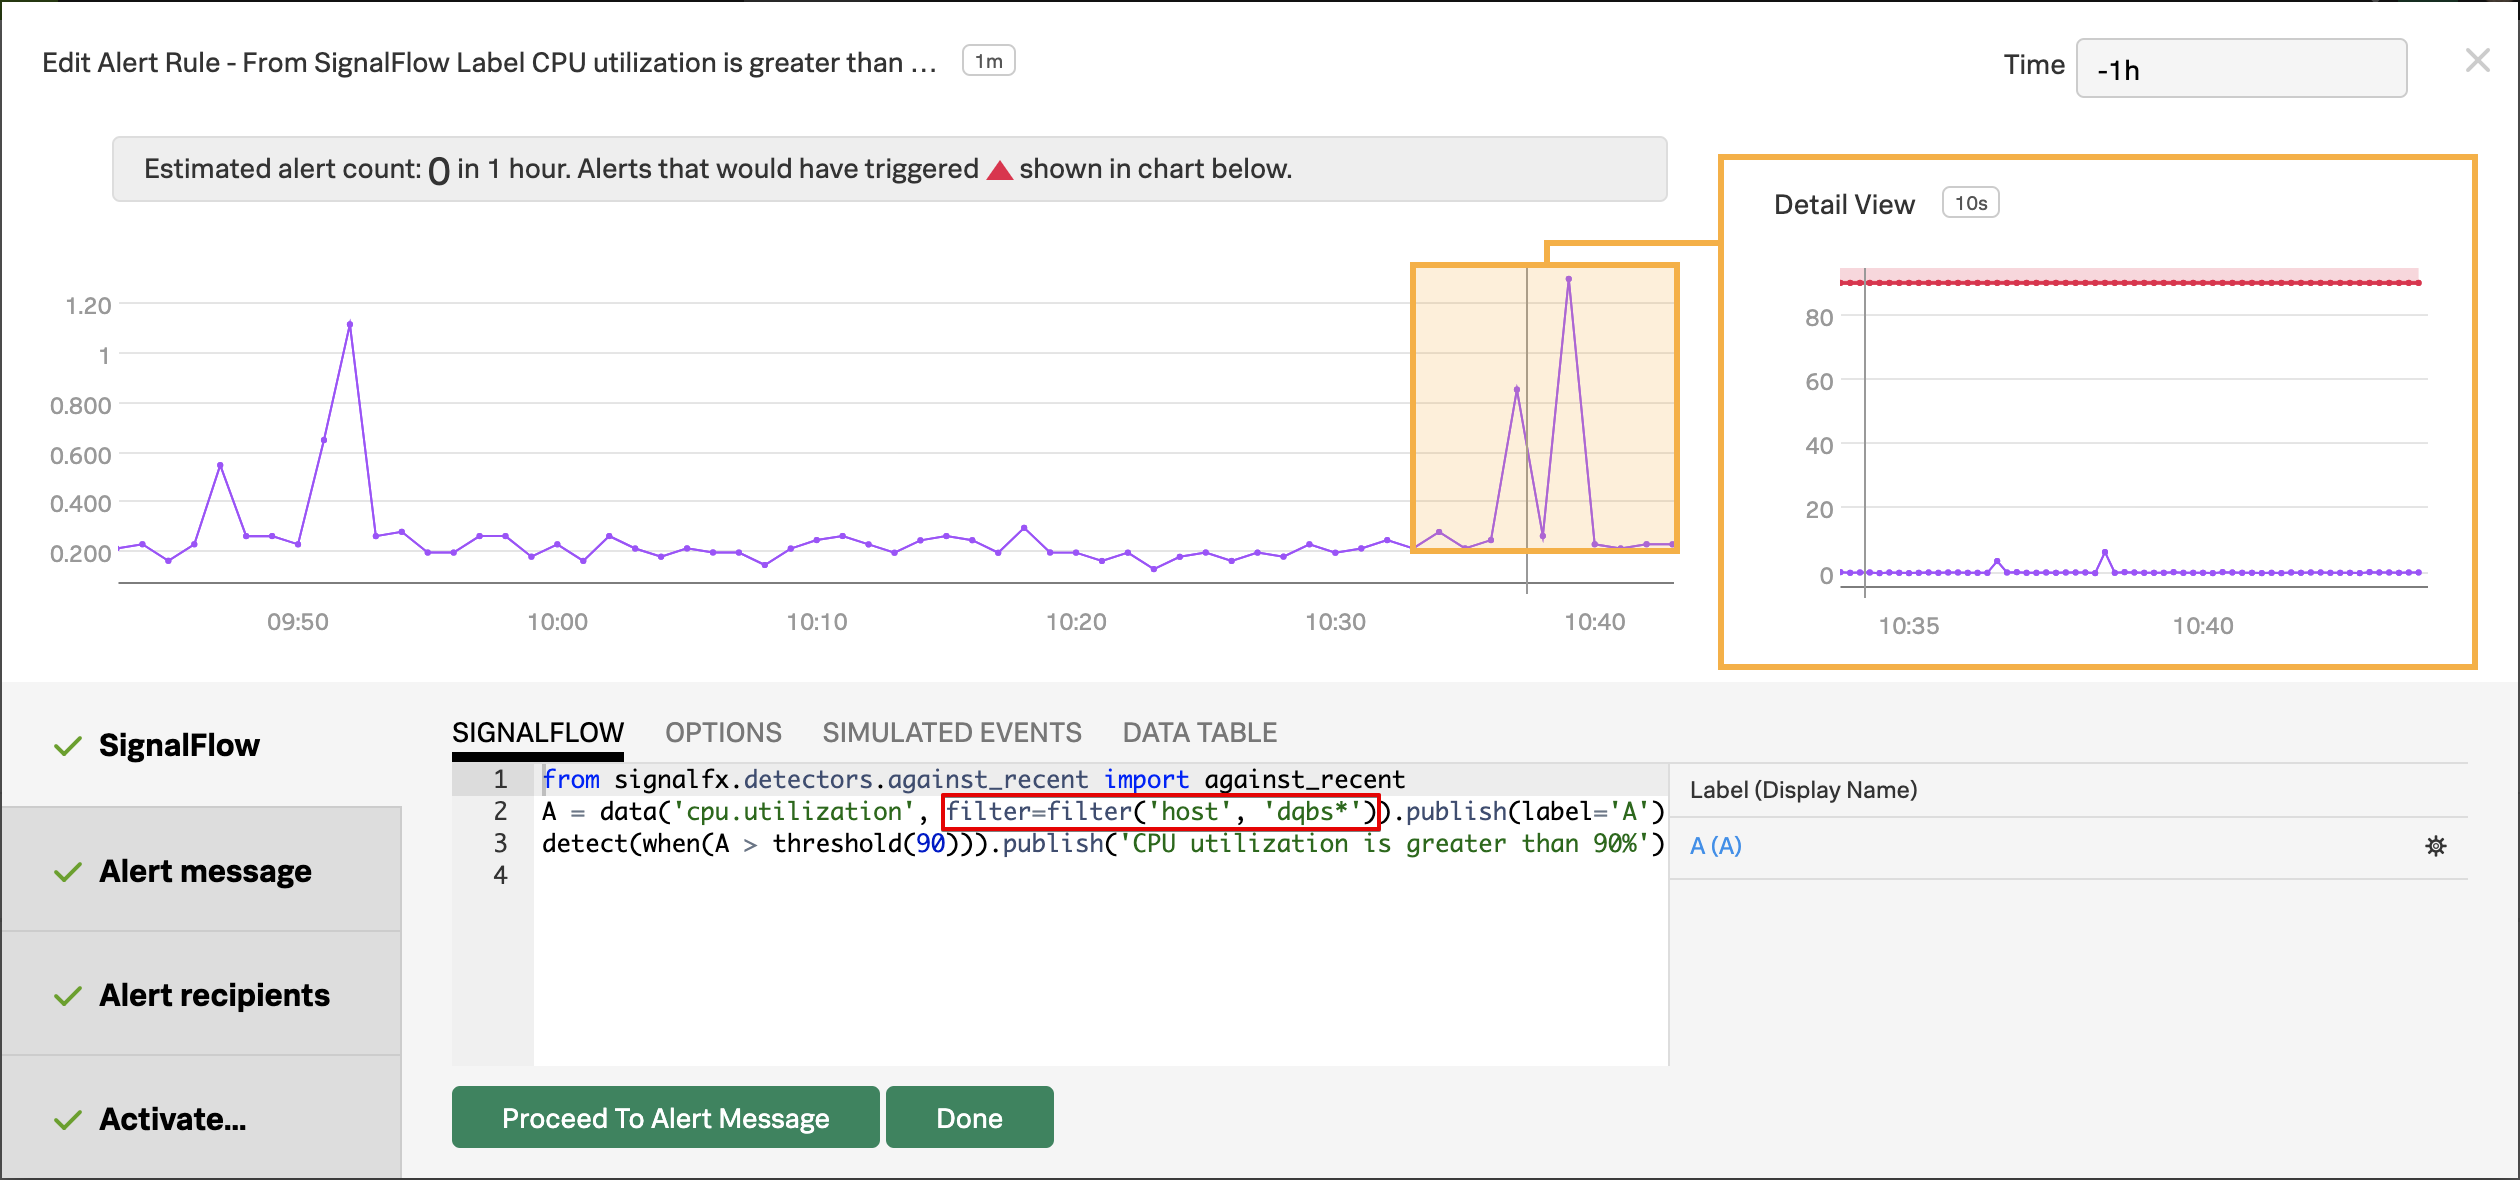 Edit Alert Rule - From SignalFlow Label CPU utilization is greater than ... 1m
Time -1h
Estimated alert count: 0 in 1 hour. Alerts that would have triggered shown in chart below.
Detail View 10s
1.20
1
0.800
0.600
0.400
0.200
09:50 10:00 10:10 10:20 10:30 10:40
80
60
40
20
0
10:35 10:40
SignalFlow
Alert message
Alert recipients
Activate...
SIGNALFLOW OPTIONS SIMULATED EVENTS DATA TABLE
1 from signalfx.detectors.against_recent import against_recent
2 A = data('cpu.utilization', filter=filter('host', 'dqbs*')).publish(label='A')
3 detect(when(A > threshold(90))).publish('CPU utilization is greater than 90%')
4
Label (Display Name)
A (A)
Proceed To Alert Message Done